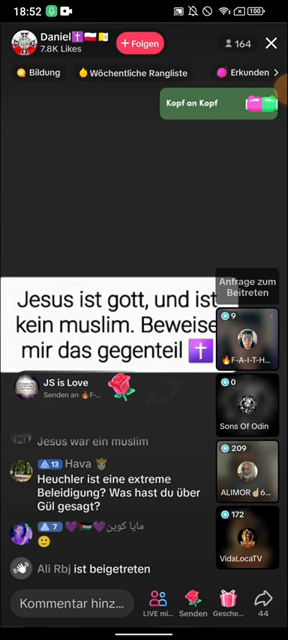 18:52
Daniel✝️🇵🇱🇻🇦
7.8K Likes
+ Folgen
164
Bildung
Wöchentliche Rangliste
Erkunden
Kopf an Kopf
Anfrage zum
Beitreten
Jesus ist gott, und ist
kein muslim. Beweise
mir das gegenteil ✝️
9
🔥F-A-I-T-H...
JS is Love
Senden an 🔥F-...
x7
0
Sons Of Odin
Jesus war ein muslim
13 Hava
Heuchler ist eine extreme
Beleidigung? Was hast du über
Gül gesagt?
209
ALIMOR☝️6...
7 💜🇵🇸💜مايا كوين
🙂
172
VidaLocaTV
Ali Rbj ist beigetreten
Kommentar hinz...
LIVE mi...
Senden
Gesche...
44